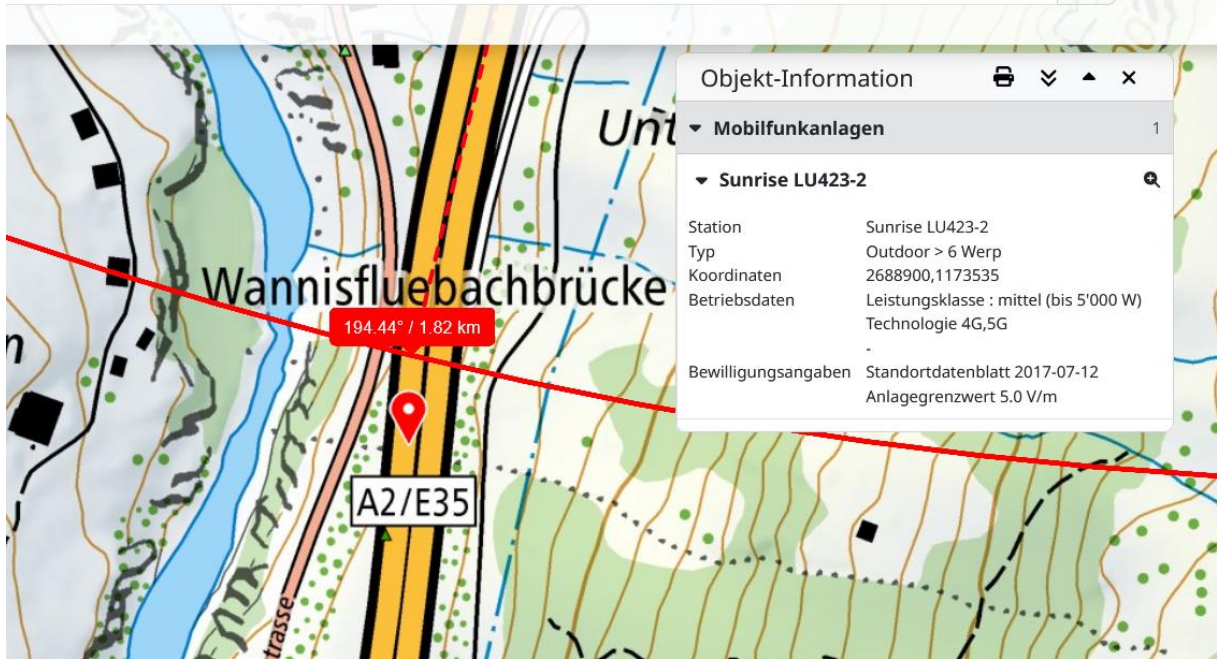 Objekt-Information
Mobilfunkanlagen 1
Sunrise LU423-2
Station Sunrise LU423-2
Typ Outdoor > 6 Werp
Koordinaten 2688900,1173535
Betriebsdaten Leistungsklasse : mittel (bis 5'000 W)
Technologie 4G,5G
-
Bewilligungsangaben Standortdatenblatt 2017-07-12
Anlagegrenzwert 5.0 V/m
Unt
Wannisfluebachbrücke
194.44° / 1.82 km
n
A2/E35
trasse